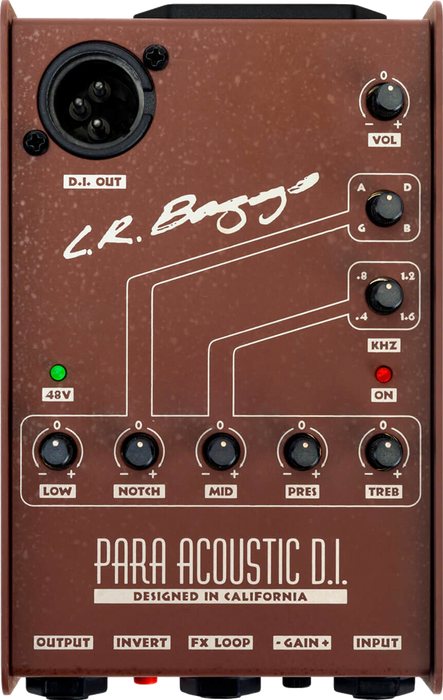 0
- +
VOL
D.I. OUT
L.R. Baggs
A D
G B
.8 1.2
.4 1.6
KHZ
48V
ON
0 0 0 0 0
- + - + - + - + - +
LOW NOTCH MID PRES TREB
PARA ACOUSTIC D.I.
DESIGNED IN CALIFORNIA
OUTPUT INVERT FX LOOP -GAIN+ INPUT